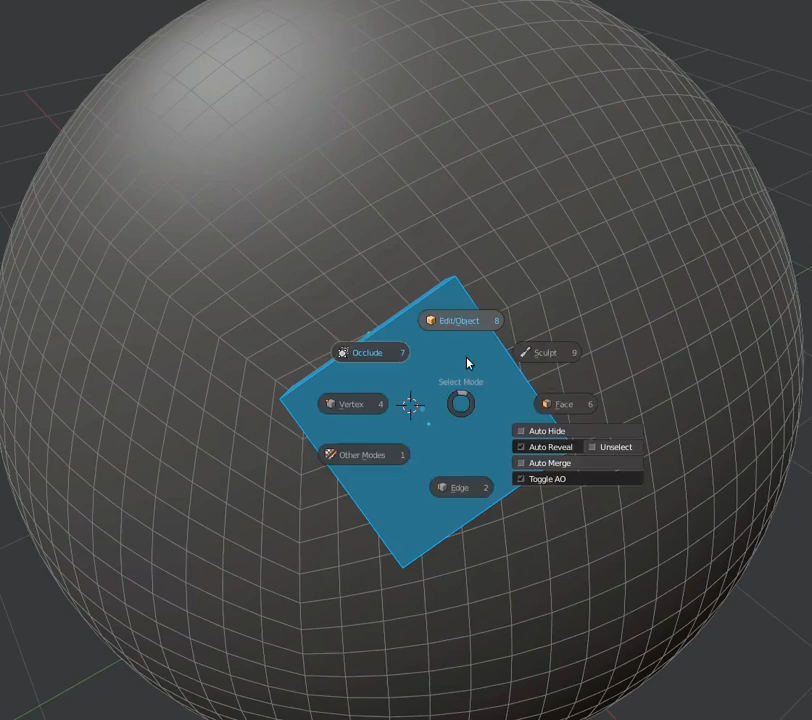 Edit/Object 8
Occlude 7
Sculpt 9
Select Mode
Vertex 4
Face 6
Auto Hide
Auto Reveal Unselect
Other Modes 1
Auto Merge
Toggle AO
Edge 2